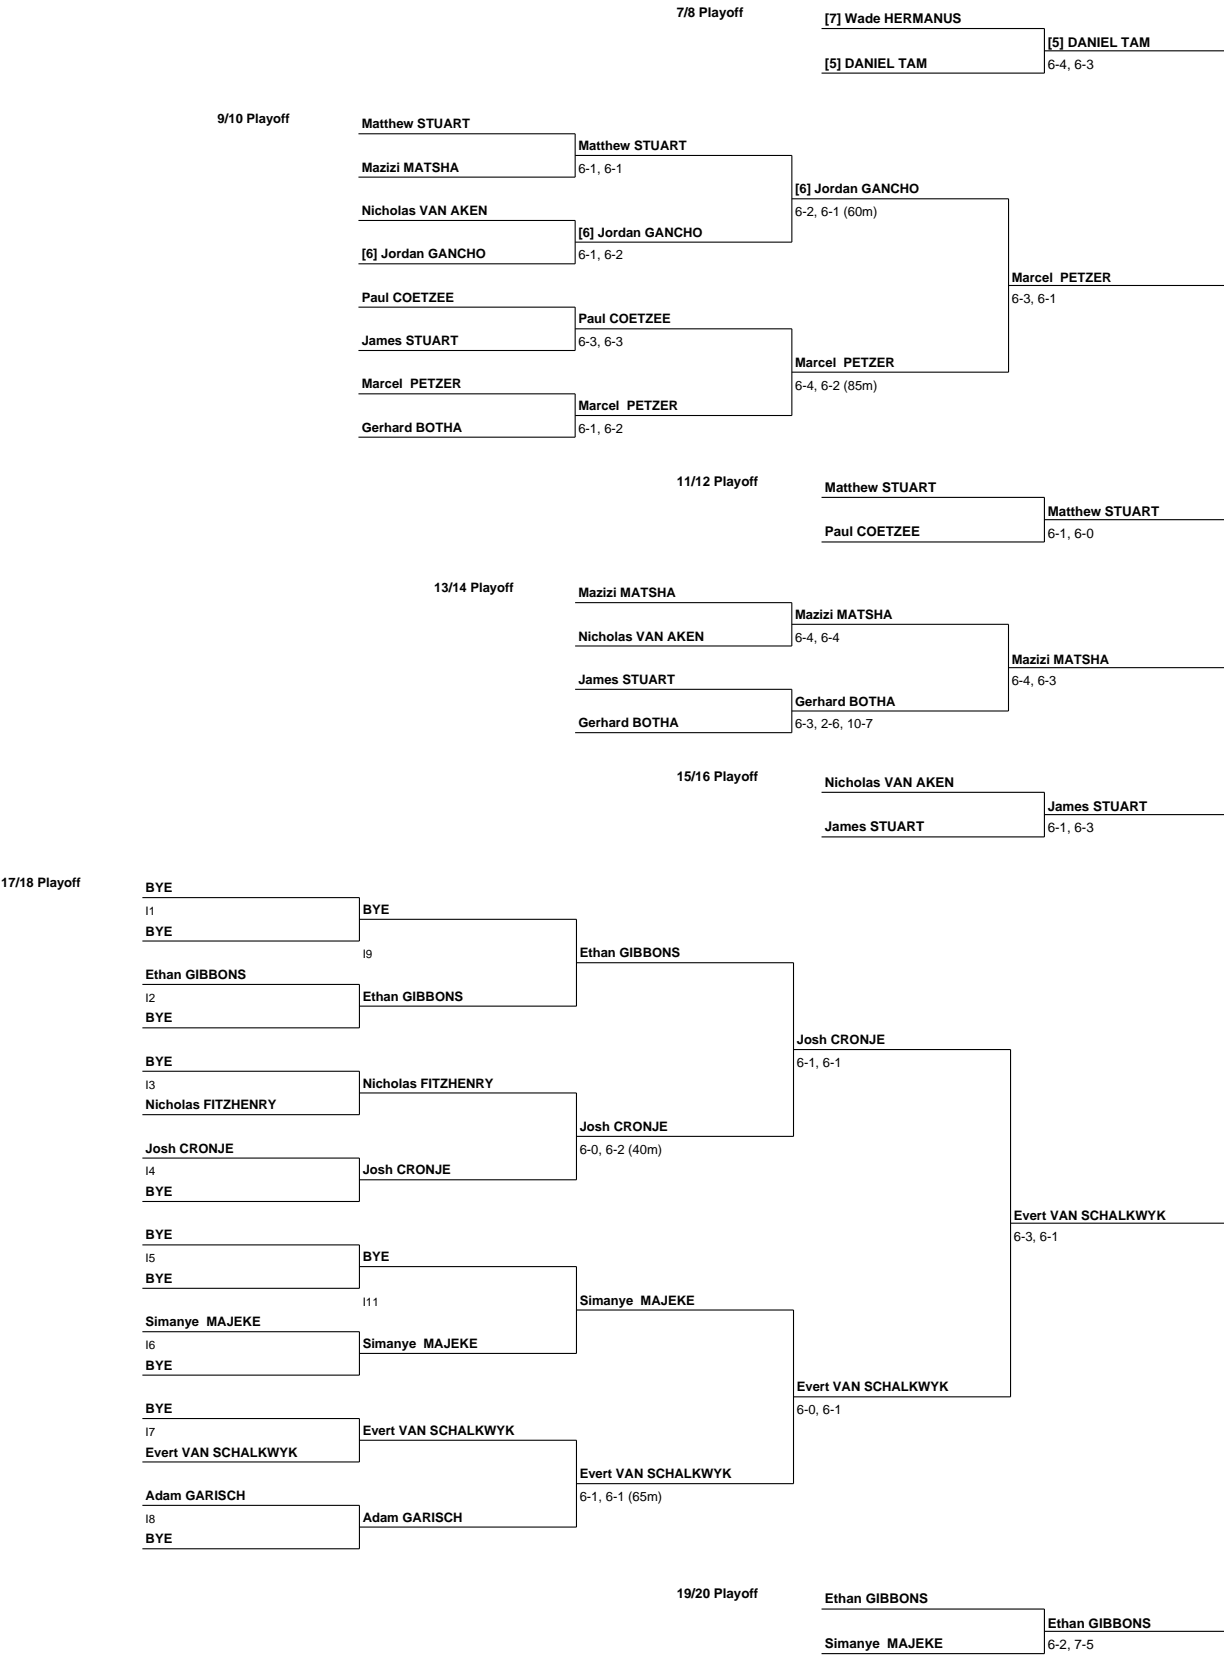 7/8 Playoff
[7] Wade HERMANUS
[5] DANIEL TAM
[5] DANIEL TAM
6-4, 6-3
9/10 Playoff
Matthew STUART
Matthew STUART
Mazizi MATSHA
6-1, 6-1
[6] Jordan GANCHO
Nicholas VAN AKEN
6-2, 6-1 (60m)
[6] Jordan GANCHO
[6] Jordan GANCHO
6-1, 6-2
Marcel PETZER
Paul COETZEE
6-3, 6-1
Paul COETZEE
James STUART
6-3, 6-3
Marcel PETZER
Marcel PETZER
6-4, 6-2 (85m)
Marcel PETZER
Gerhard BOTHA
6-1, 6-2
11/12 Playoff
Matthew STUART
Matthew STUART
Paul COETZEE
6-1, 6-0
13/14 Playoff
Mazizi MATSHA
Mazizi MATSHA
Nicholas VAN AKEN
6-4, 6-4
Mazizi MATSHA
James STUART
6-4, 6-3
Gerhard BOTHA
Gerhard BOTHA
6-3, 2-6, 10-7
15/16 Playoff
Nicholas VAN AKEN
James STUART
James STUART
6-1, 6-3
17/18 Playoff
BYE
I1
BYE
BYE
I9
Ethan GIBBONS
Ethan GIBBONS
I2
Ethan GIBBONS
BYE
Josh CRONJE
BYE
6-1, 6-1
I3
Nicholas FITZHENRY
Nicholas FITZHENRY
Josh CRONJE
Josh CRONJE
6-0, 6-2 (40m)
I4
Josh CRONJE
BYE
Evert VAN SCHALKWYK
BYE
6-3, 6-1
I5
BYE
BYE
I11
Simanye MAJEKE
Simanye MAJEKE
I6
Simanye MAJEKE
BYE
Evert VAN SCHALKWYK
BYE
6-0, 6-1
I7
Evert VAN SCHALKWYK
Evert VAN SCHALKWYK
Evert VAN SCHALKWYK
Adam GARISCH
6-1, 6-1 (65m)
I8
Adam GARISCH
BYE
19/20 Playoff
Ethan GIBBONS
Ethan GIBBONS
Simanye MAJEKE
6-2, 7-5